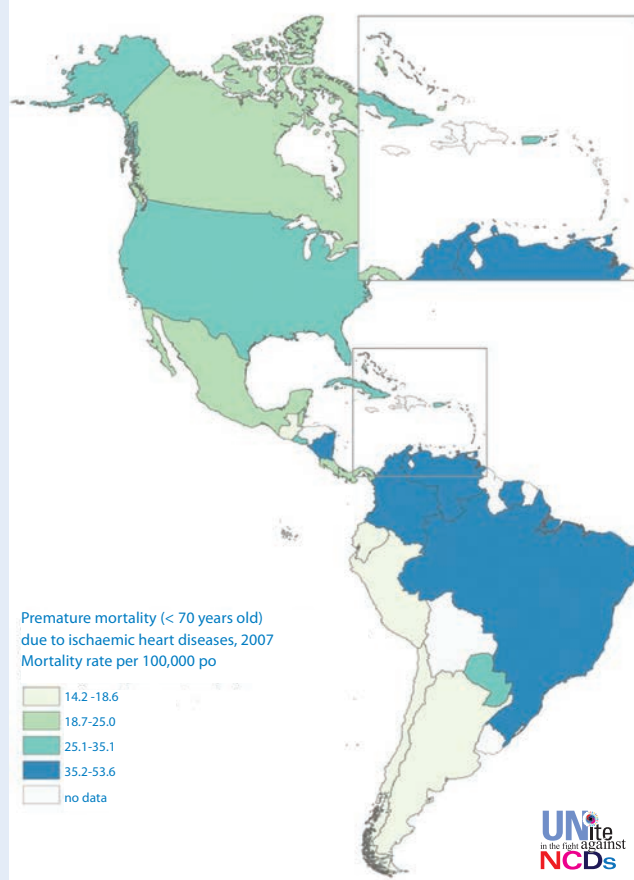 Premature mortality (< 70 years old)
due to ischaemic heart diseases, 2007
Mortality rate per 100,000 po
14.2 -18.6
18.7-25.0
25.1-35.1
35.2-53.6
no data
UNite
in the fight against
NCDs